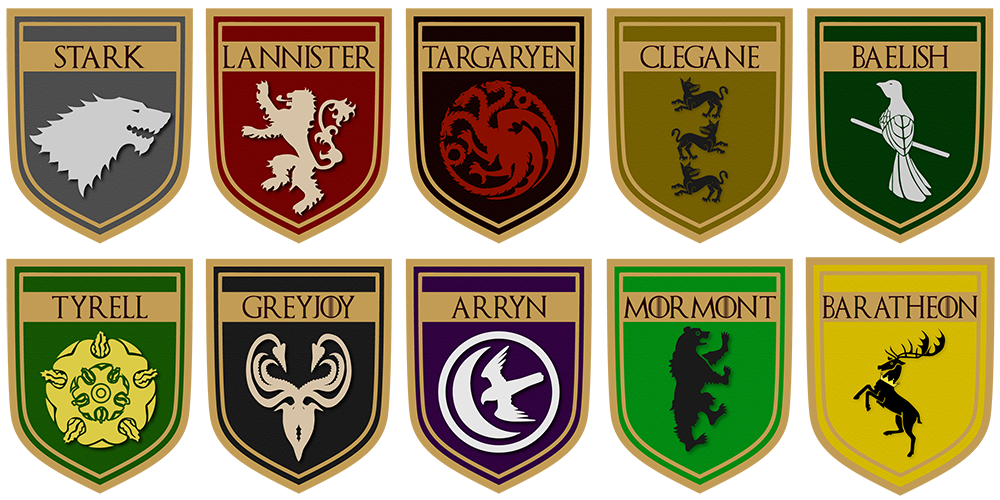 STARK
LANNISTER
TARGARYEN
CLEGANE
BAELISH
TYRELL
GREYJOY
ARRYN
MORMONT
BARATHEON